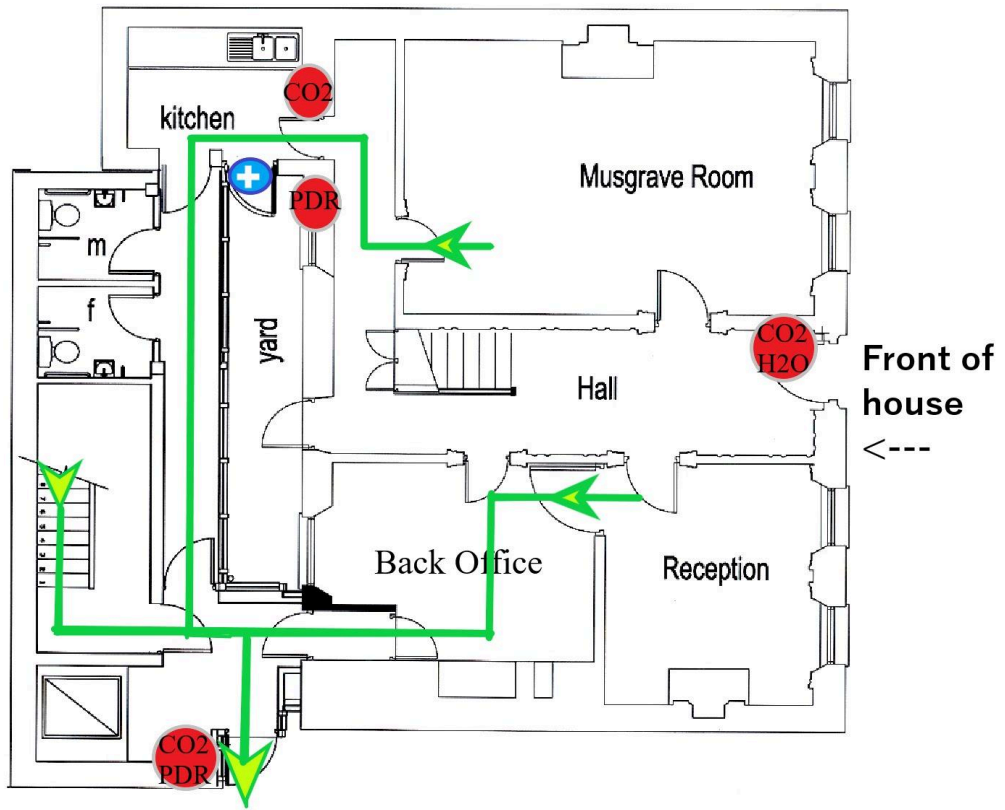 CO2
kitchen
PDR
Musgrave Room
m
f
yard
CO2
H2O
Hall
Front of
house
<---
Back Office
Reception
CO2
PDR